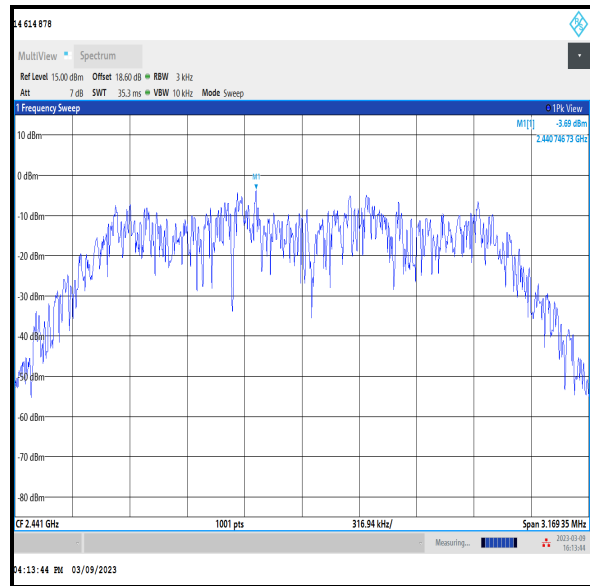 14 614 878
R S
MultiView Spectrum
Ref Level 15.00 dBm Offset 18.60 dB RBW 3 kHz
Att 7 dB SWT 35.3 ms VBW 10 kHz Mode Sweep
1 Frequency Sweep 1Pk View
M1[1] -3.69 dBm
2.440 746 73 GHz
10 dBm
0 dBm
M1
-10 dBm
-20 dBm
-30 dBm
-40 dBm
-50 dBm
-60 dBm
-70 dBm
-80 dBm
CF 2.441 GHz 1001 pts 316.94 kHz/ Span 3.169 35 MHz
Measuring... 2023-03-09
16:13:44
04:13:44 PM 03/09/2023